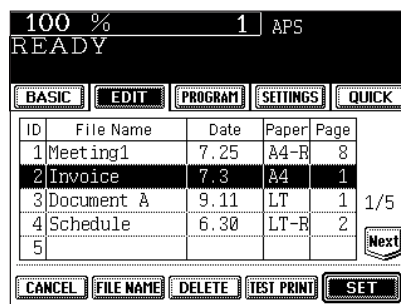 100 % 1 APS
READY
BASIC EDIT PROGRAM SETTINGS QUICK
ID File Name Date Paper Page
1 Meeting1 7.25 A4-R 8
2 Invoice 7.3 A4 1
3 Document A 9.11 LT 1 1/5
4 Schedule 6.30 LT-R 2
5 Next
CANCEL FILE NAME DELETE TEST PRINT SET